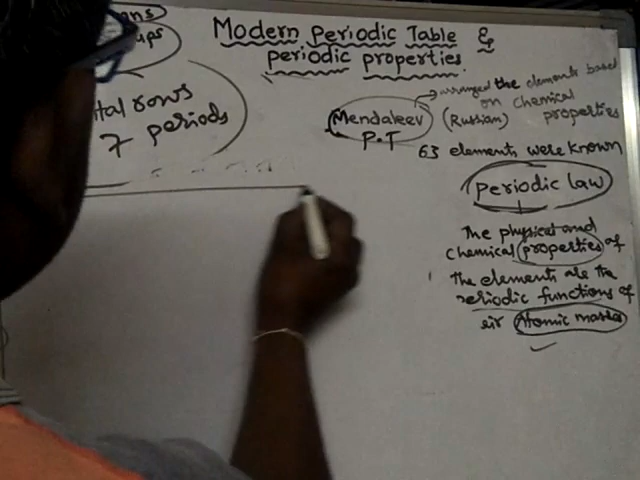 Modern periodic Table &
periodic properties.
ups
rows
7 periods
Mendaleev
P.T
(Russian)
arranged the elements based
on chemical
properties
63 elements were known
Periodic law
The physical and
chemical properties of
The elements are the
periodic functions of
eir Atomic masses